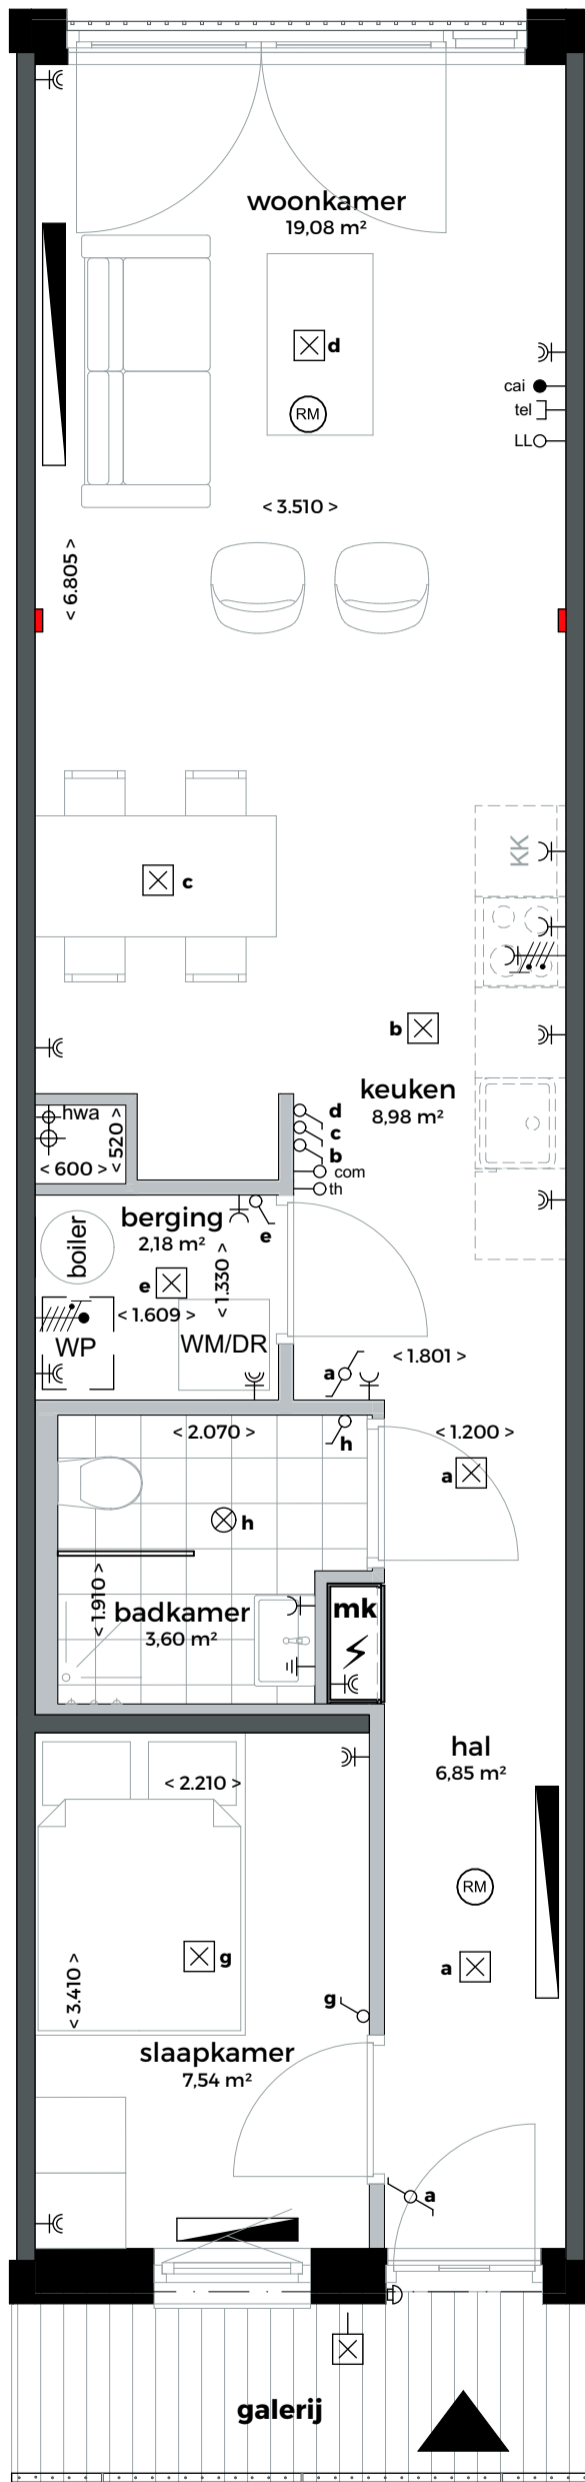 woonkamer
19,08 m²
d
RM
cai
tel
LL
< 3.510 >
< 6.805 >
KK
c
b
keuken
8,98 m²
hwa
< 520 >
< 600 >
d
c
b
com
th
berging
2,18 m²
e
boiler
e
< 1.330 >
< 1.609 >
WP
WM/DR
< 1.801 >
a
< 2.070 >
h
< 1.200 >
a
h
< 1.910 >
badkamer
3,60 m²
mk
hal
6,85 m²
< 2.210 >
RM
g
a
< 3.410 >
g
slaapkamer
7,54 m²
a
galerij